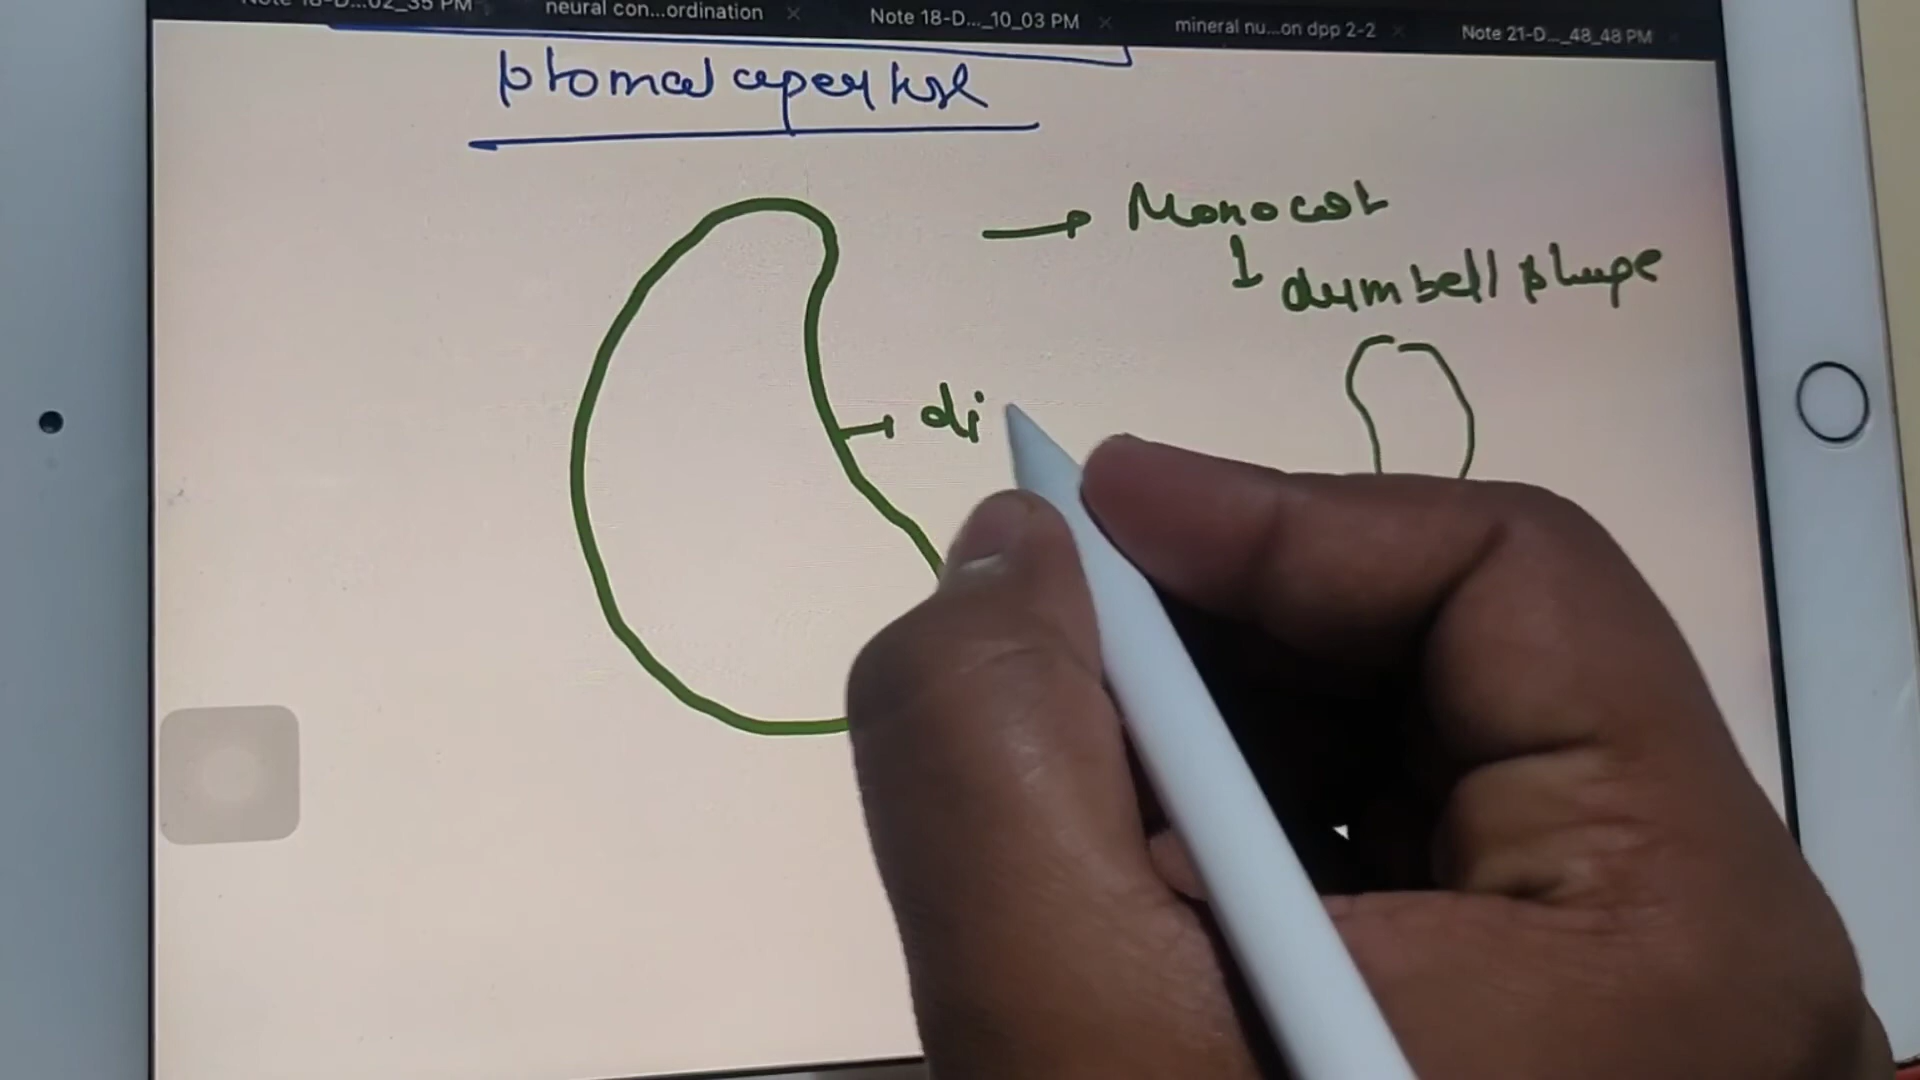 neural con...ordination
Note 18-D..._10_03 PM
mineral nu...on dpp 2-2
Note 21-D..._48_48 PM
stomal aperture
Monocot
dumbell shape
di